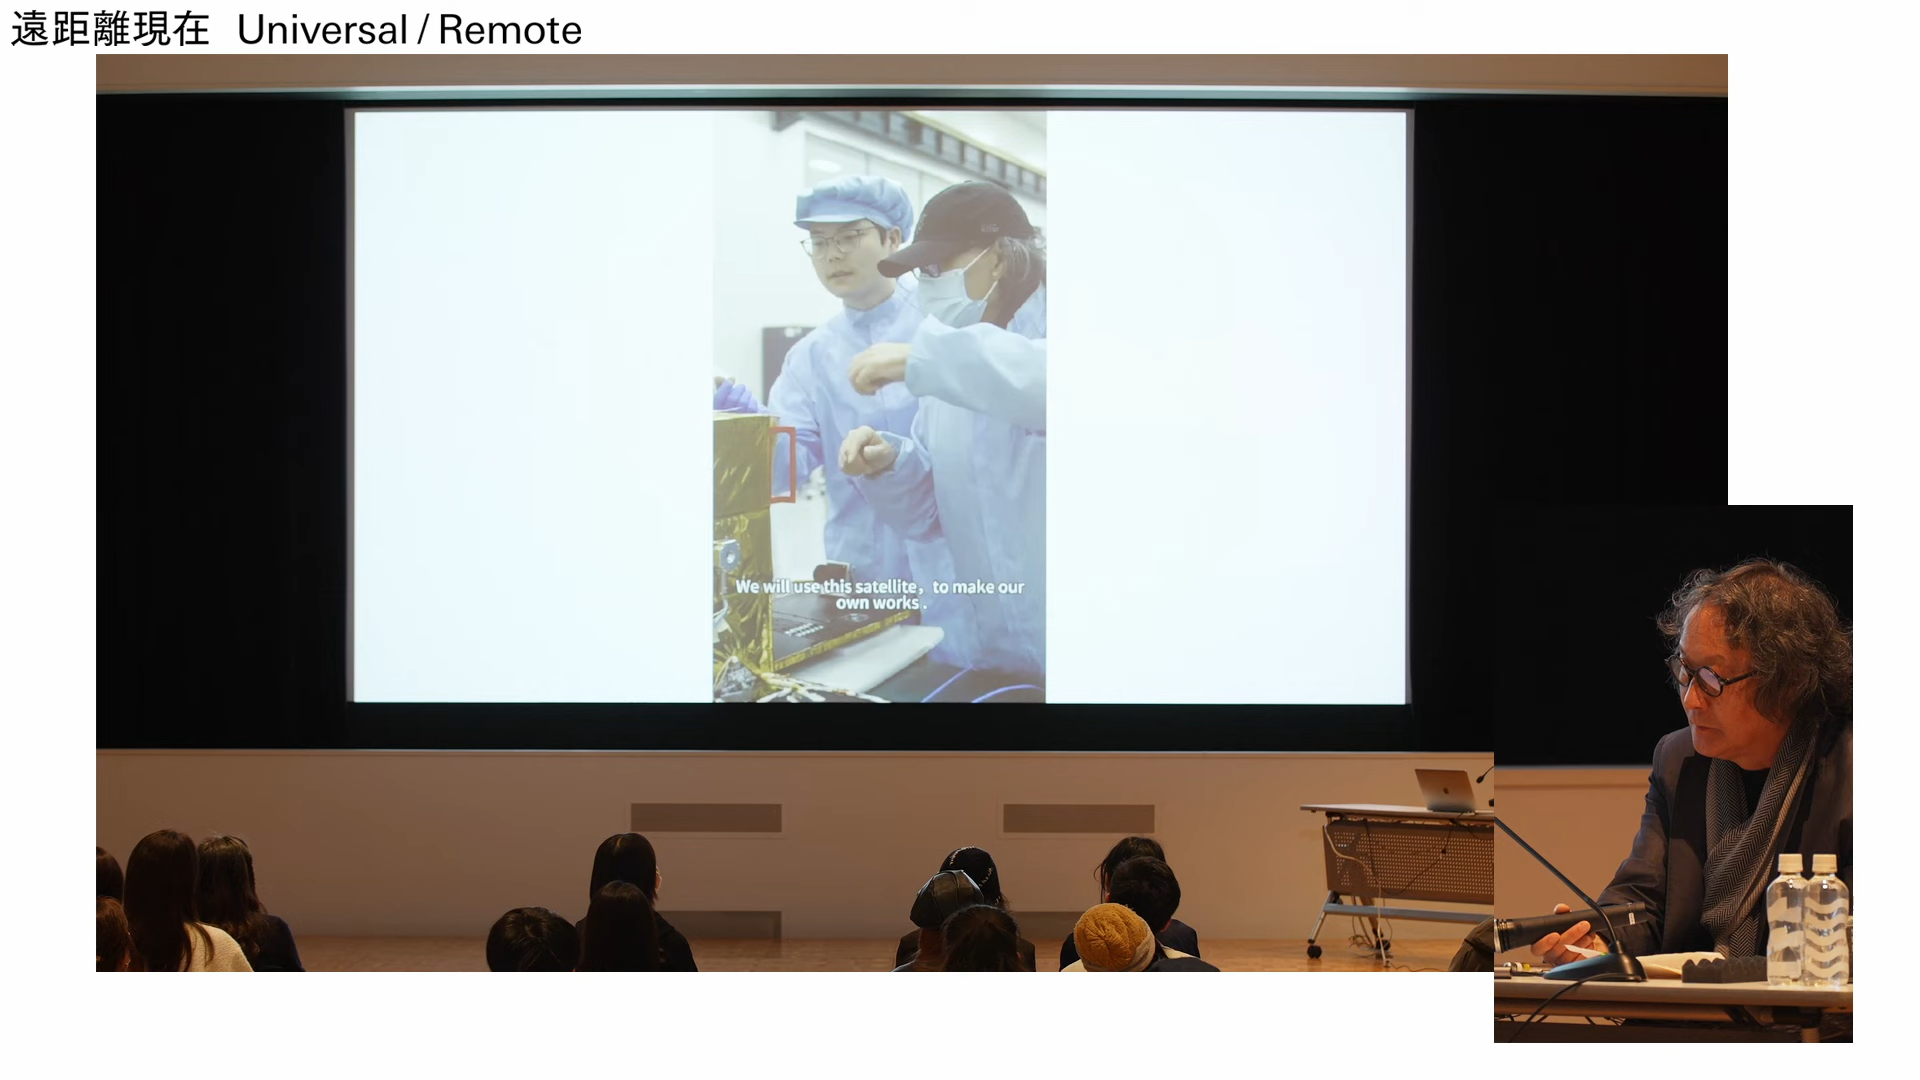 遠距離現在 Universal / Remote
We will use this satellite, to make our
own works .